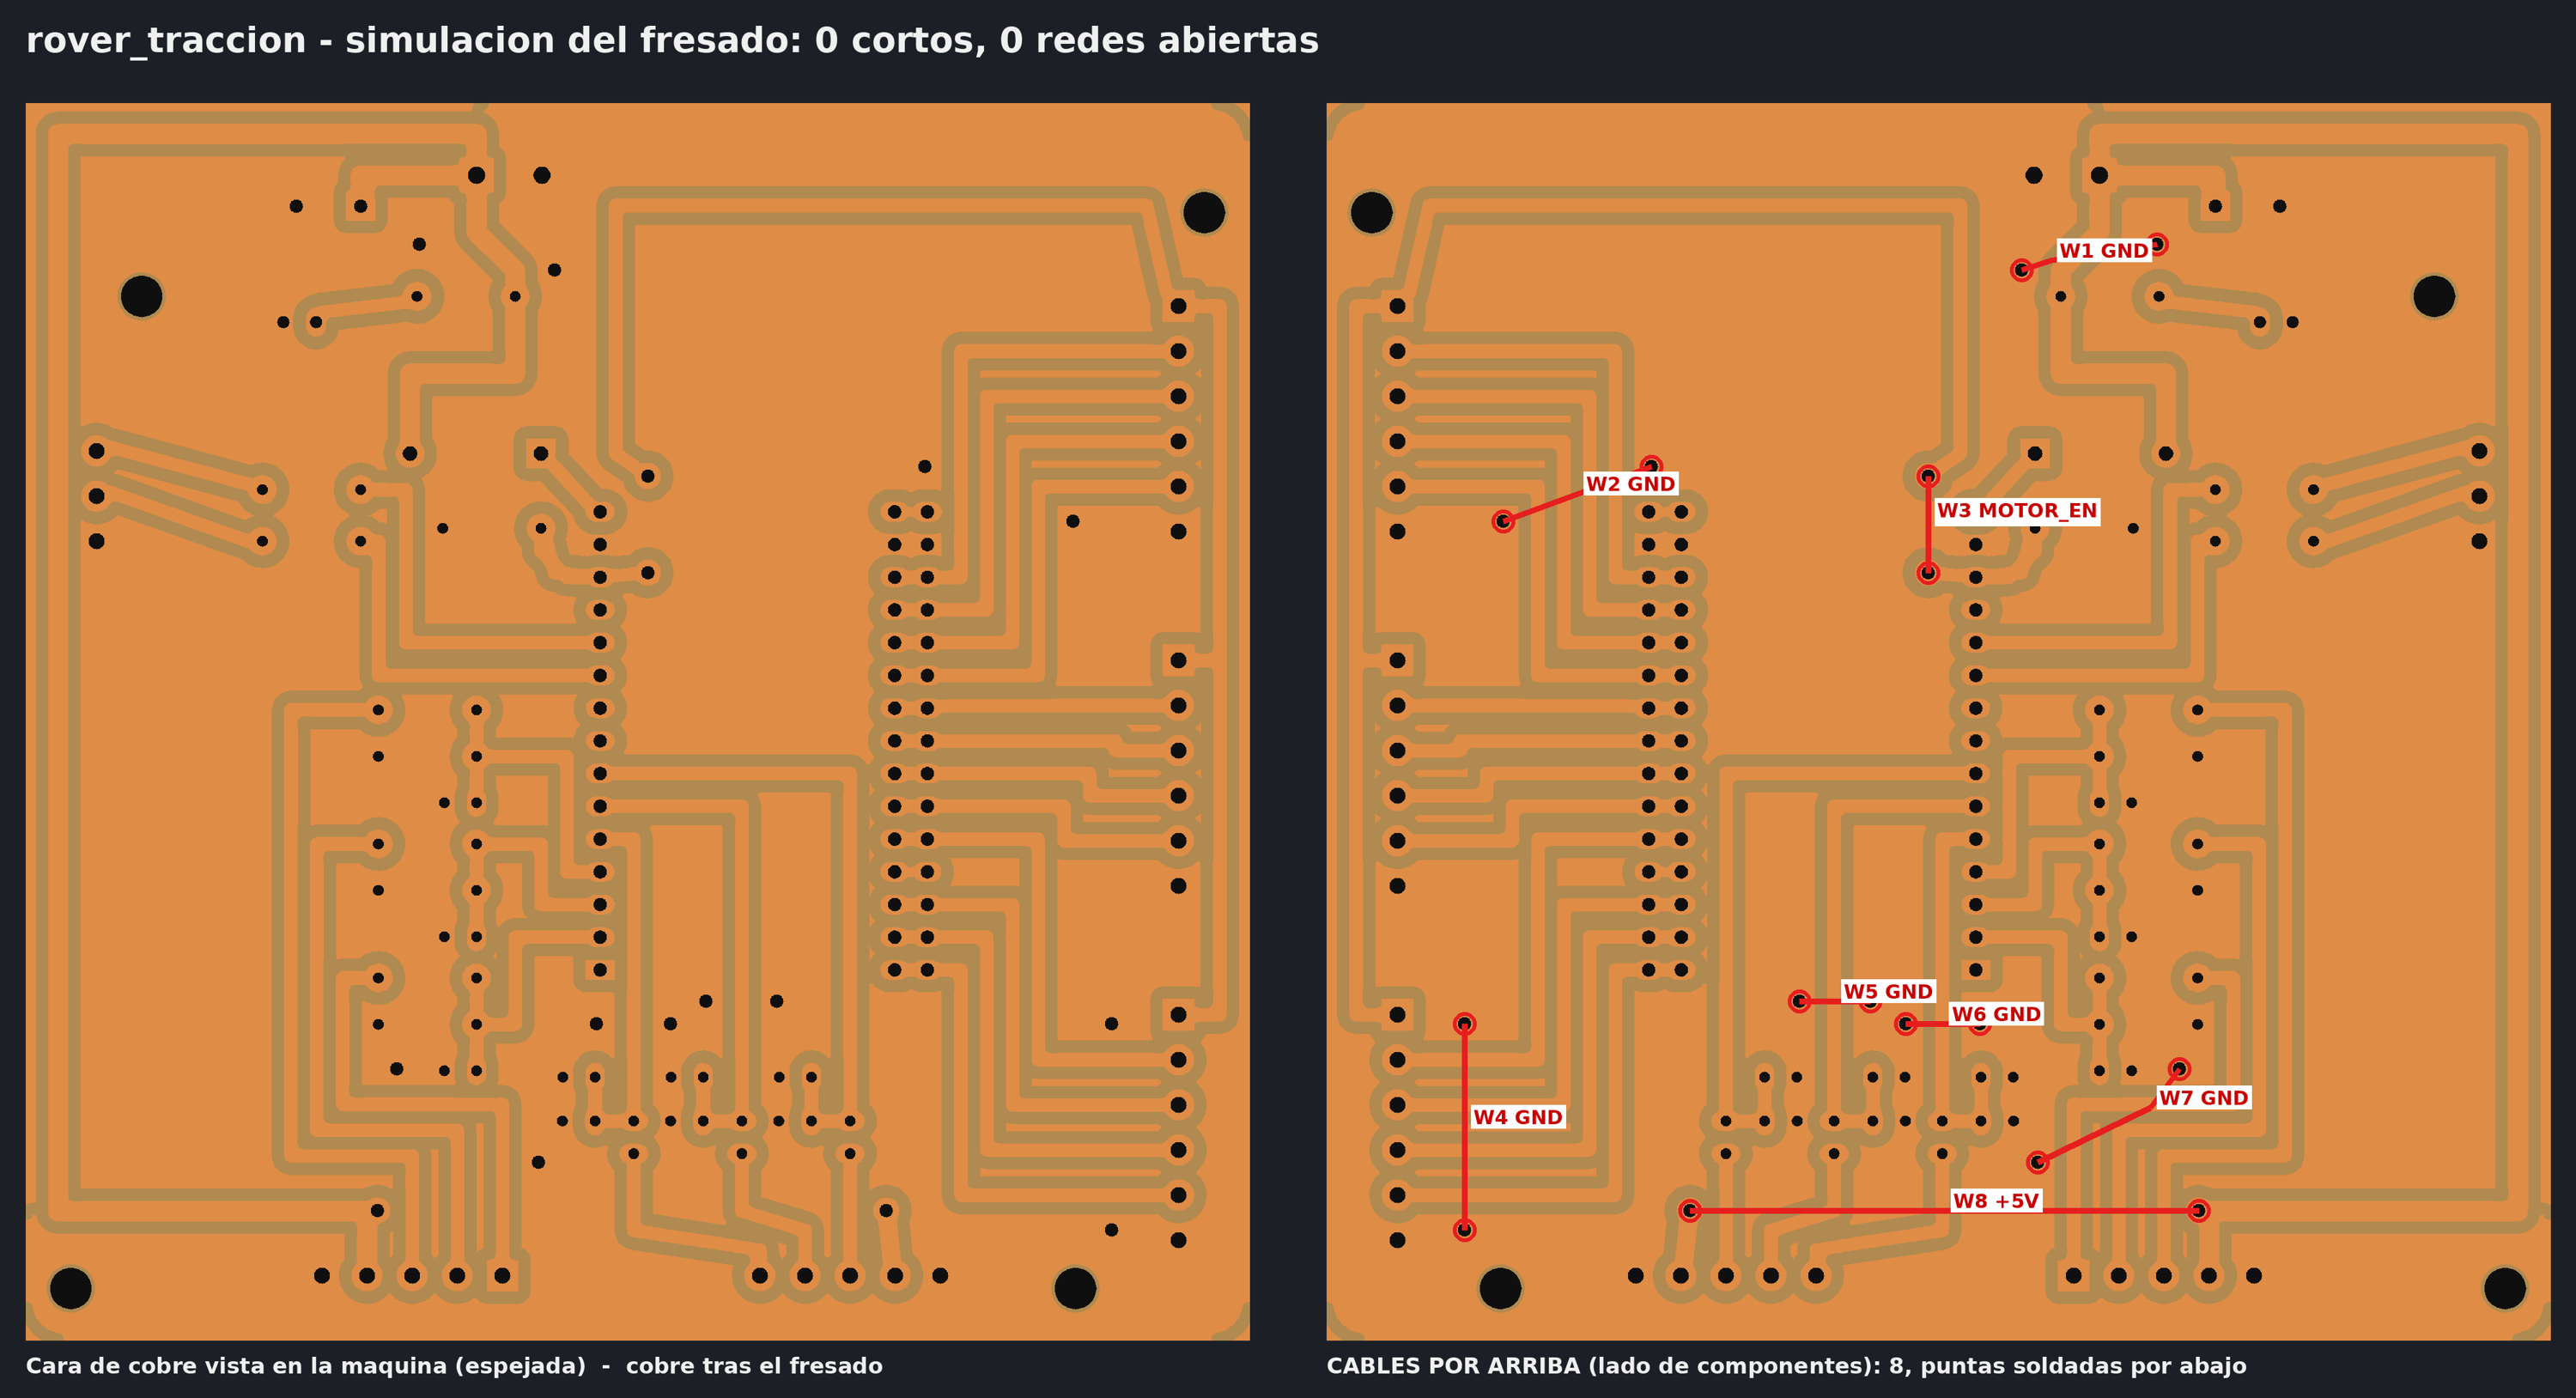 rover_traccion - simulacion del fresado: 0 cortos, 0 redes abiertas
W1 GND
W2 GND
W3 MOTOR_EN
W5 GND
W6 GND
W7 GND
W4 GND
W8 +5V
Cara de cobre vista en la maquina (espejada) - cobre tras el fresado
CABLES POR ARRIBA (lado de componentes): 8, puntas soldadas por abajo